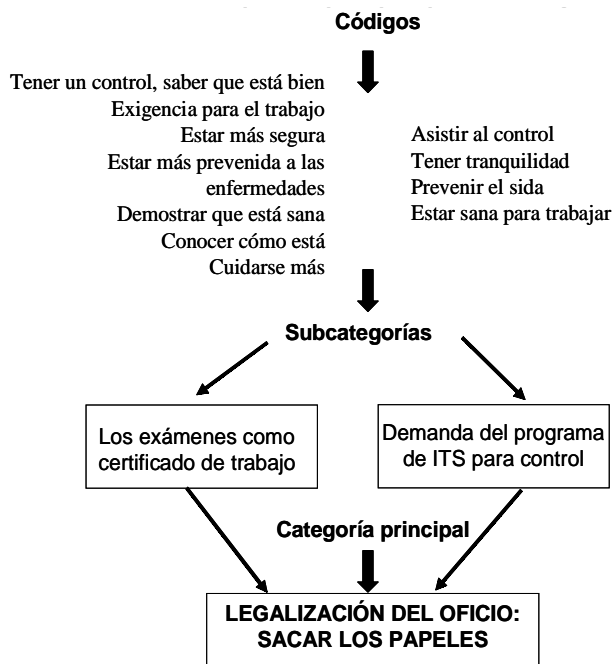 Códigos
Tener un control, saber que está bien
Exigencia para el trabajo
Estar más segura
Estar más prevenida a las
enfermedades
Demostrar que está sana
Conocer cómo está
Cuidarse más
Asistir al control
Tener tranquilidad
Prevenir el sida
Estar sana para trabajar
Subcategorías
Los exámenes como
certificado de trabajo
Demanda del programa
de ITS para control
Categoría principal
LEGALIZACIÓN DEL OFICIO:
SACAR LOS PAPELES